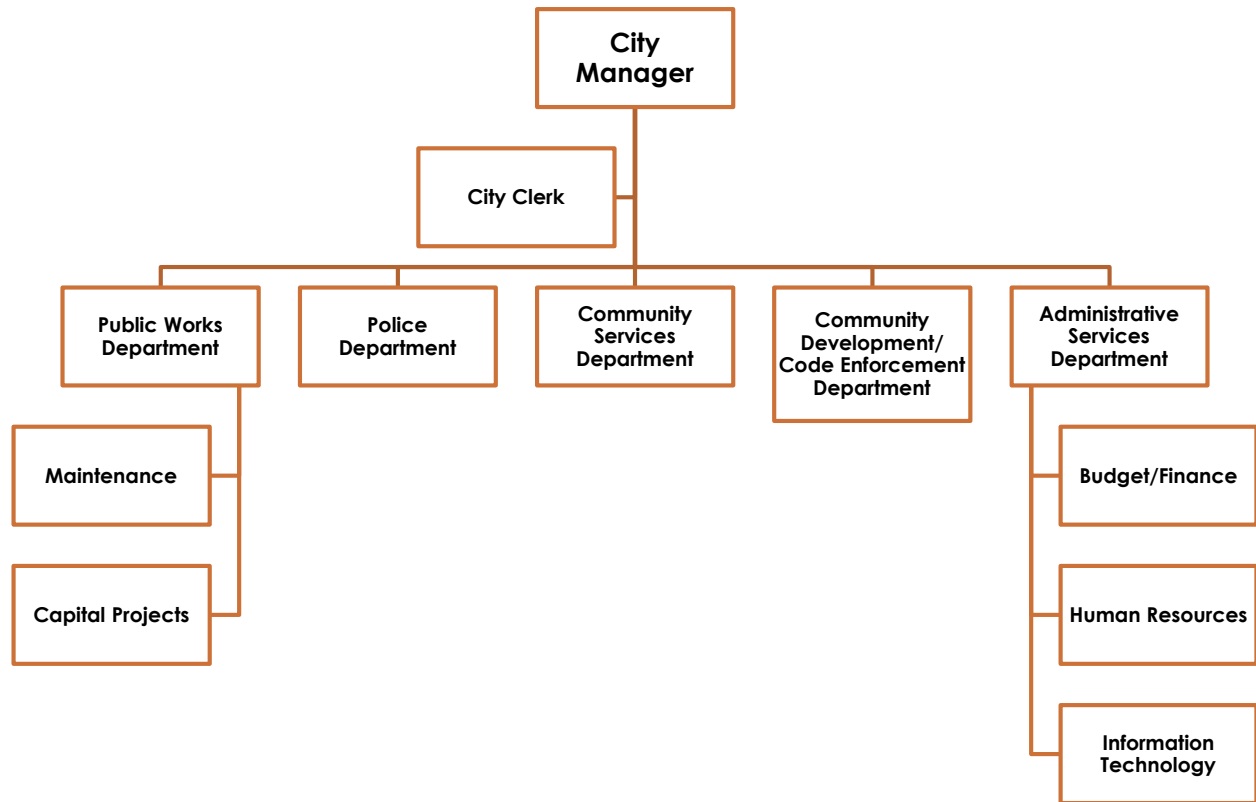 City
Manager
City Clerk
Public Works
Department
Police
Department
Community
Services
Department
Community
Development/
Code Enforcement
Department
Administrative
Services
Department
Maintenance
Capital Projects
Budget/Finance
Human Resources
Information
Technology